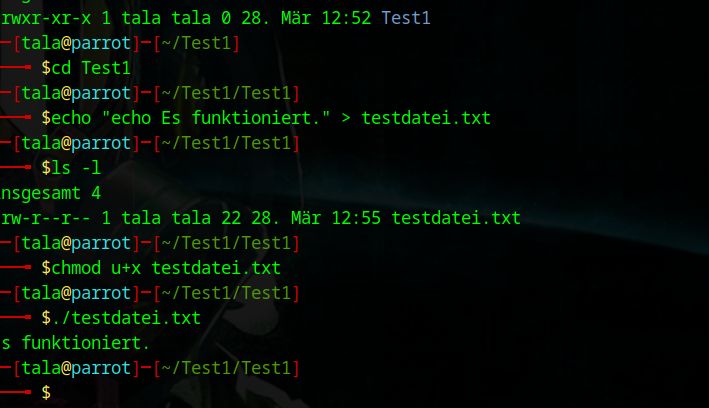 rwxr-xr-x 1 tala tala 0 28. Mär 12:52 Test1
─[tala@parrot]─[~/Test1]
──╼ $cd Test1
─[tala@parrot]─[~/Test1/Test1]
──╼ $echo "echo Es funktioniert." > testdatei.txt
─[tala@parrot]─[~/Test1/Test1]
──╼ $ls -l
nsgesamt 4
rw-r--r-- 1 tala tala 22 28. Mär 12:55 testdatei.txt
─[tala@parrot]─[~/Test1/Test1]
──╼ $chmod u+x testdatei.txt
─[tala@parrot]─[~/Test1/Test1]
──╼ $./testdatei.txt
s funktioniert.
─[tala@parrot]─[~/Test1/Test1]
──╼ $